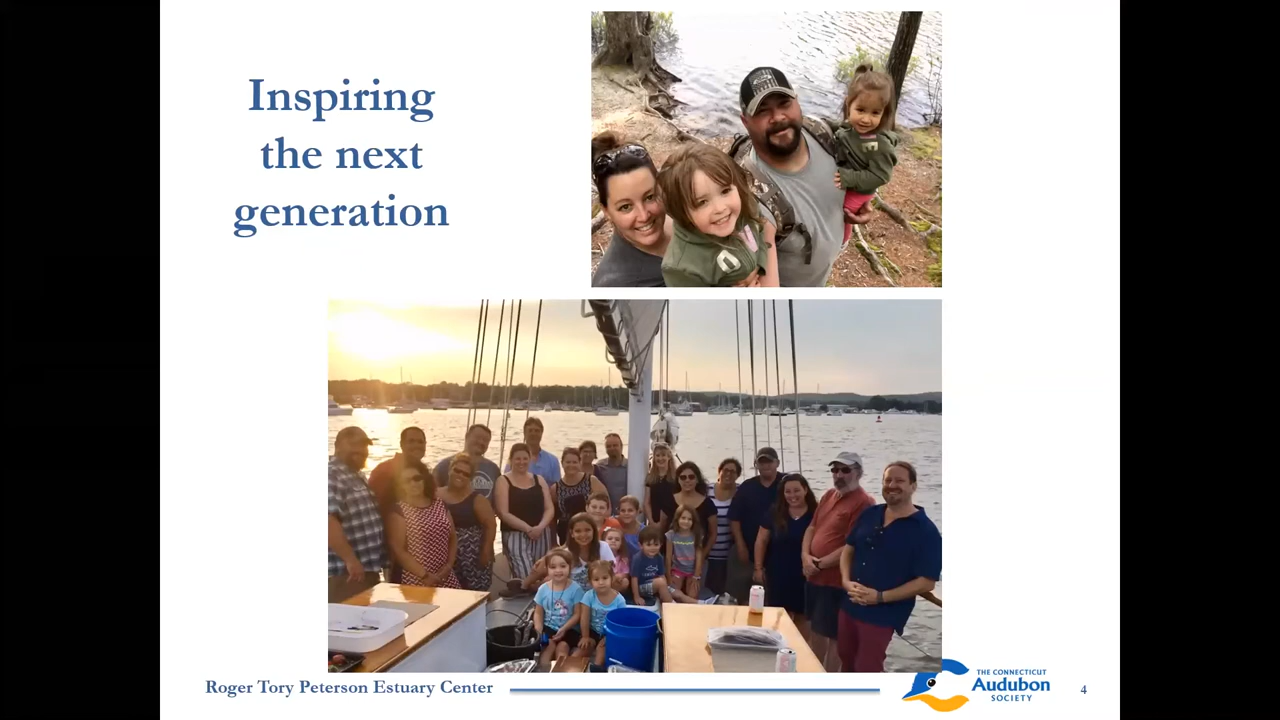 Inspiring
the next
generation
Roger Tory Peterson Estuary Center
THE CONNECTICUT
Audubon
SOCIETY
4